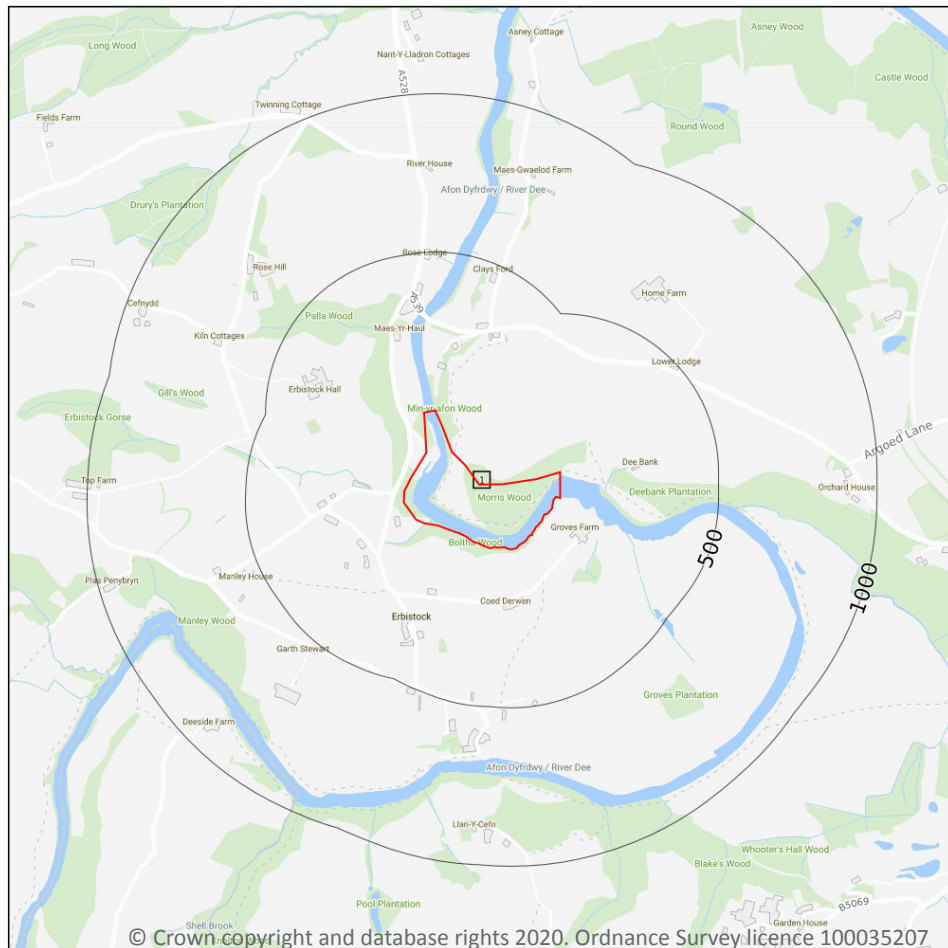 Long Wood
Asney Cottage
Asney Wood
Nant-Y-Lladron Cottages
A528
Castle Wood
Fields Farm
Twinning Cottage
Round Wood
River House
Maes-Gwaelod Farm
Afon Dyfrdwy / River Dee
Drury's Plantation
Rose Lodge
Rose Hill
Clays Ford
Home Farm
Cefnydd
A539
Palla Wood
Maes-Yr-Haul
Kiln Cottages
Lower Lodge
Gill's Wood
Erbistock Hall
Min-yr-afon Wood
Erbistock Gorse
Argoed Lane
Dee Bank
Top Farm
1
Orchard House
Morris Wood
Deebank Plantation
Groves Farm
Boltha Wood
500
Plas Penybryn
Manley House
1000
Coed Derwen
Erbistock
Manley Wood
Garth Stewart
Groves Plantation
Deeside Farm
Afon Dyfrdwy / River Dee
Llan-Y-Cefn
Whooter's Hall Wood
Blake's Wood
Pool Plantation
B5069
Garden House
Shell Brook
© Crown copyright and database rights 2020. Ordnance Survey licence 100035207